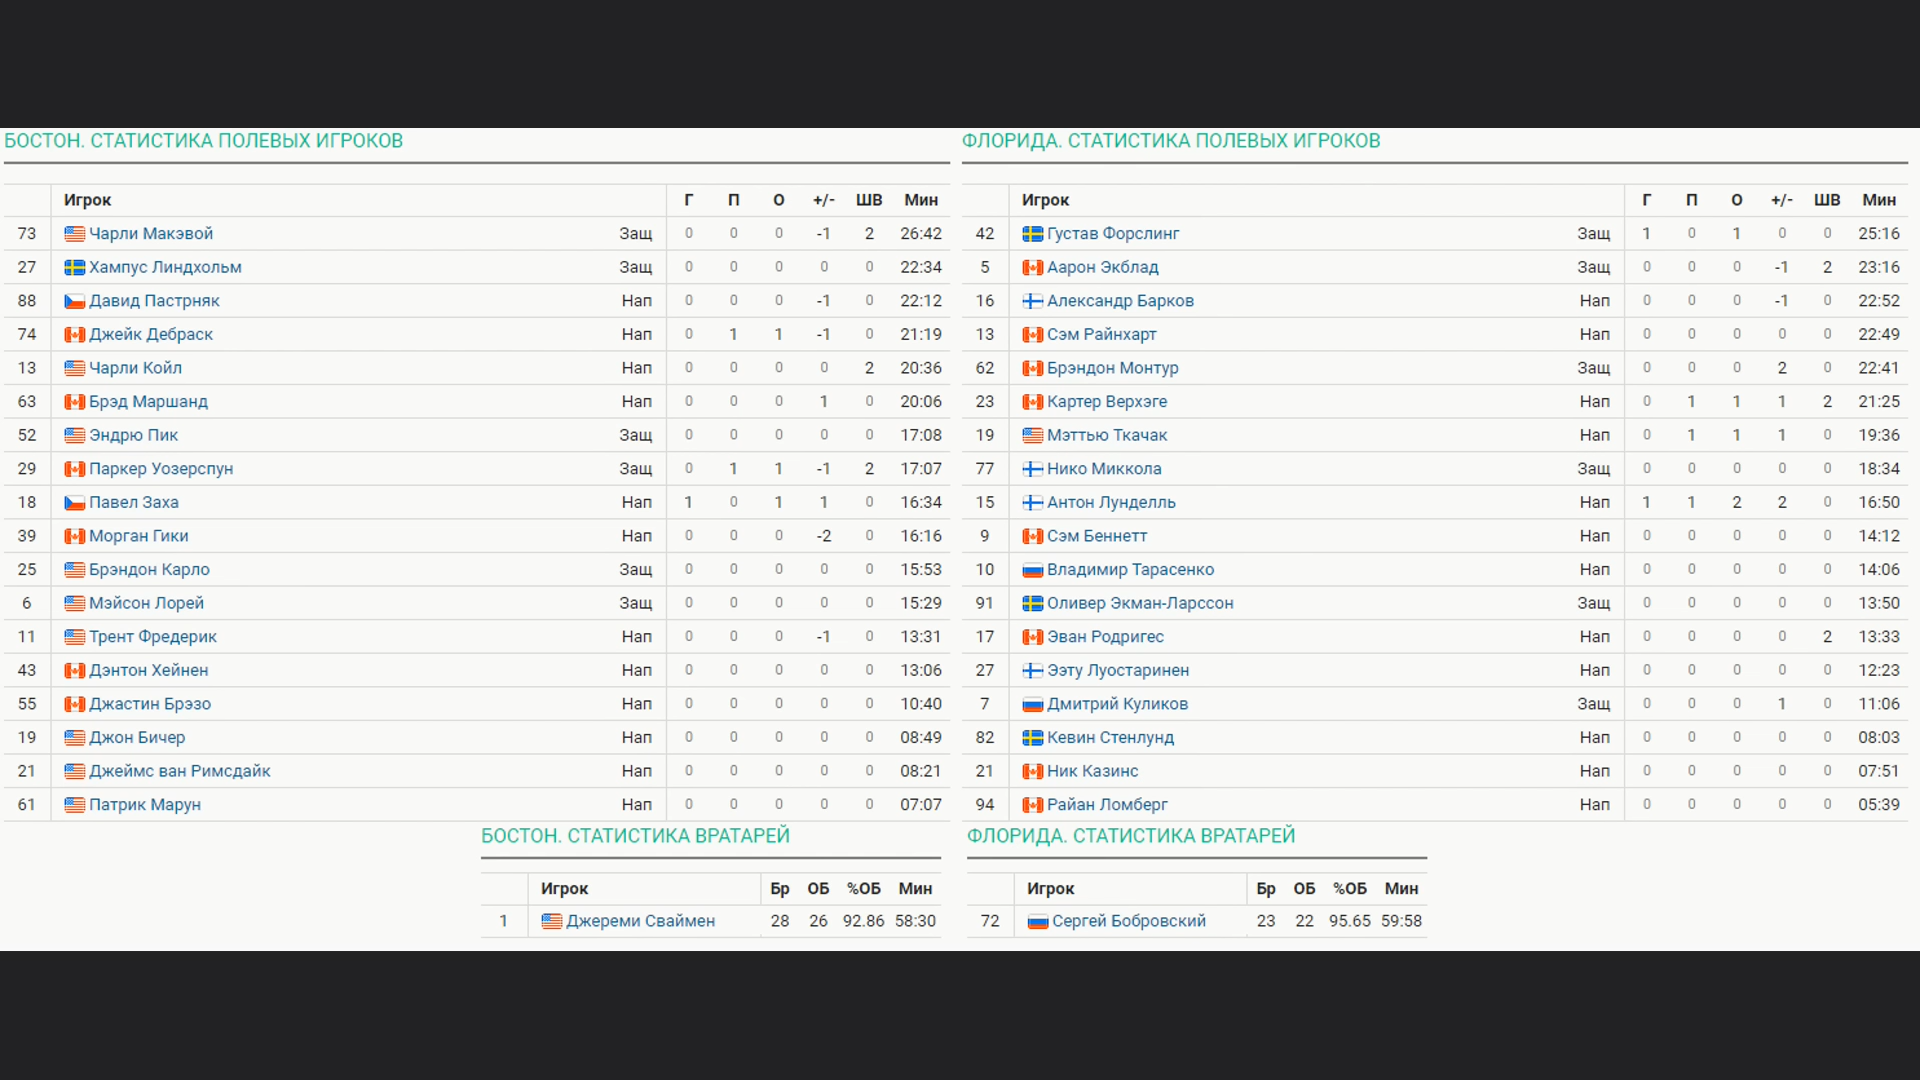 БОСТОН. СТАТИСТИКА ПОЛЕВЫХ ИГРОКОВ
Игрок Г П О +/- ШВ Мин
73 Чарли Макэвой Защ 0 0 0 -1 2 26:42
27 Хампус Линдхольм Защ 0 0 0 0 0 22:34
88 Давид Пастрняк Нап 0 0 0 -1 0 22:12
74 Джейк Дебраск Нап 0 1 1 -1 0 21:19
13 Чарли Койл Нап 0 0 0 0 2 20:36
63 Брэд Маршанд Нап 0 0 0 1 0 20:06
52 Эндрю Пик Защ 0 0 0 0 0 17:08
29 Паркер Уозерспун Защ 0 1 1 -1 2 17:07
18 Павел Заха Нап 1 0 1 1 0 16:34
39 Морган Гики Нап 0 0 0 -2 0 16:16
25 Брэндон Карло Защ 0 0 0 0 0 15:53
6 Мэйсон Лорей Защ 0 0 0 0 0 15:29
11 Трент Фредерик Нап 0 0 0 -1 0 13:31
43 Дэнтон Хейнен Нап 0 0 0 0 0 13:06
55 Джастин Брэзо Нап 0 0 0 0 0 10:40
19 Джон Бичер Нап 0 0 0 0 0 08:49
21 Джеймс ван Римсдайк Нап 0 0 0 0 0 08:21
61 Патрик Марун Нап 0 0 0 0 0 07:07
ФЛОРИДА. СТАТИСТИКА ПОЛЕВЫХ ИГРОКОВ
Игрок Г П О +/- ШВ Мин
42 Густав Форслинг Защ 1 0 1 0 0 25:16
5 Аарон Экблад Защ 0 0 0 -1 2 23:16
16 Александр Барков Нап 0 0 0 -1 0 22:52
13 Сэм Райнхарт Нап 0 0 0 0 0 22:49
62 Брэндон Монтур Защ 0 0 0 2 0 22:41
23 Картер Верхэге Нап 0 1 1 1 2 21:25
19 Мэттью Ткачак Нап 0 1 1 1 0 19:36
77 Нико Миккола Защ 0 0 0 0 0 18:34
15 Антон Лунделль Нап 1 1 2 2 0 16:50
9 Сэм Беннетт Нап 0 0 0 0 0 14:12
10 Владимир Тарасенко Нап 0 0 0 0 0 14:06
91 Оливер Экман-Ларссон Защ 0 0 0 0 0 13:50
17 Эван Родригес Нап 0 0 0 0 2 13:33
27 Ээту Луостаринен Нап 0 0 0 0 0 12:23
7 Дмитрий Куликов Защ 0 0 0 1 0 11:06
82 Кевин Стенлунд Нап 0 0 0 0 0 08:03
21 Ник Казинс Нап 0 0 0 0 0 07:51
94 Райан Ломберг Нап 0 0 0 0 0 05:39
БОСТОН. СТАТИСТИКА ВРАТАРЕЙ
Игрок Бр ОБ %ОБ Мин
1 Джереми Сваймен 28 26 92.86 58:30
ФЛОРИДА. СТАТИСТИКА ВРАТАРЕЙ
Игрок Бр ОБ %ОБ Мин
72 Сергей Бобровский 23 22 95.65 59:58